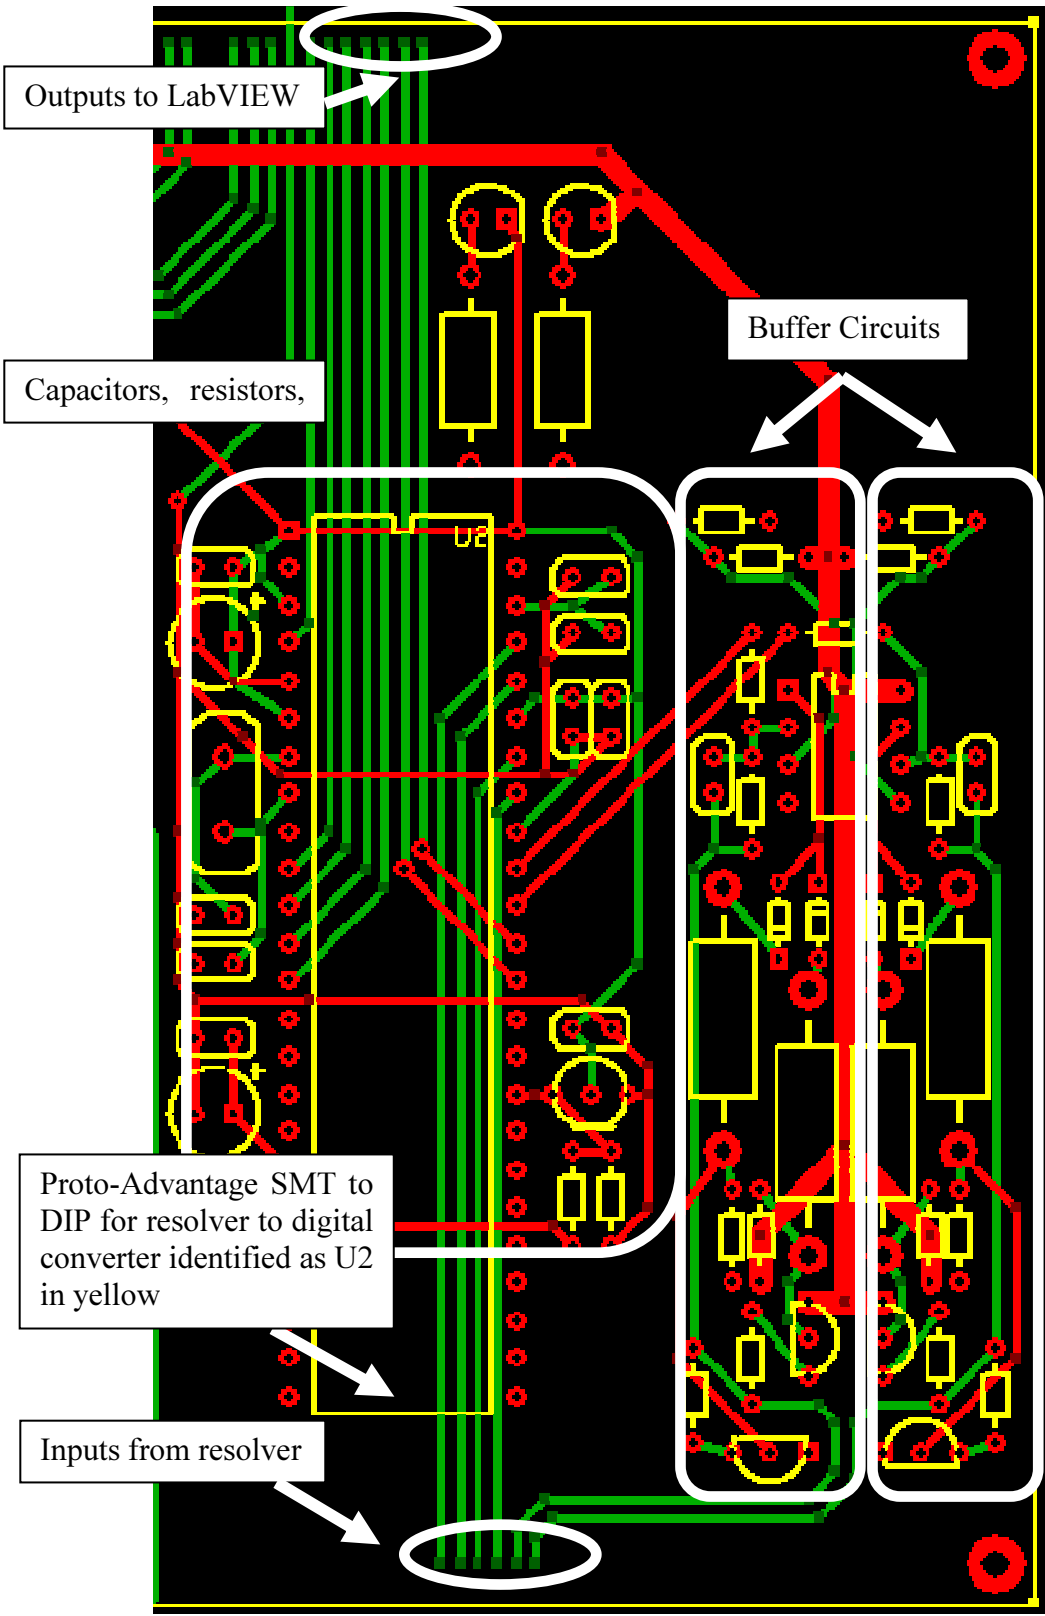 Outputs to LabVIEW
Buffer Circuits
Capacitors, resistors,
U2
+
+
Proto-Advantage SMT to
DIP for resolver to digital
converter identified as U2
in yellow
Inputs from resolver